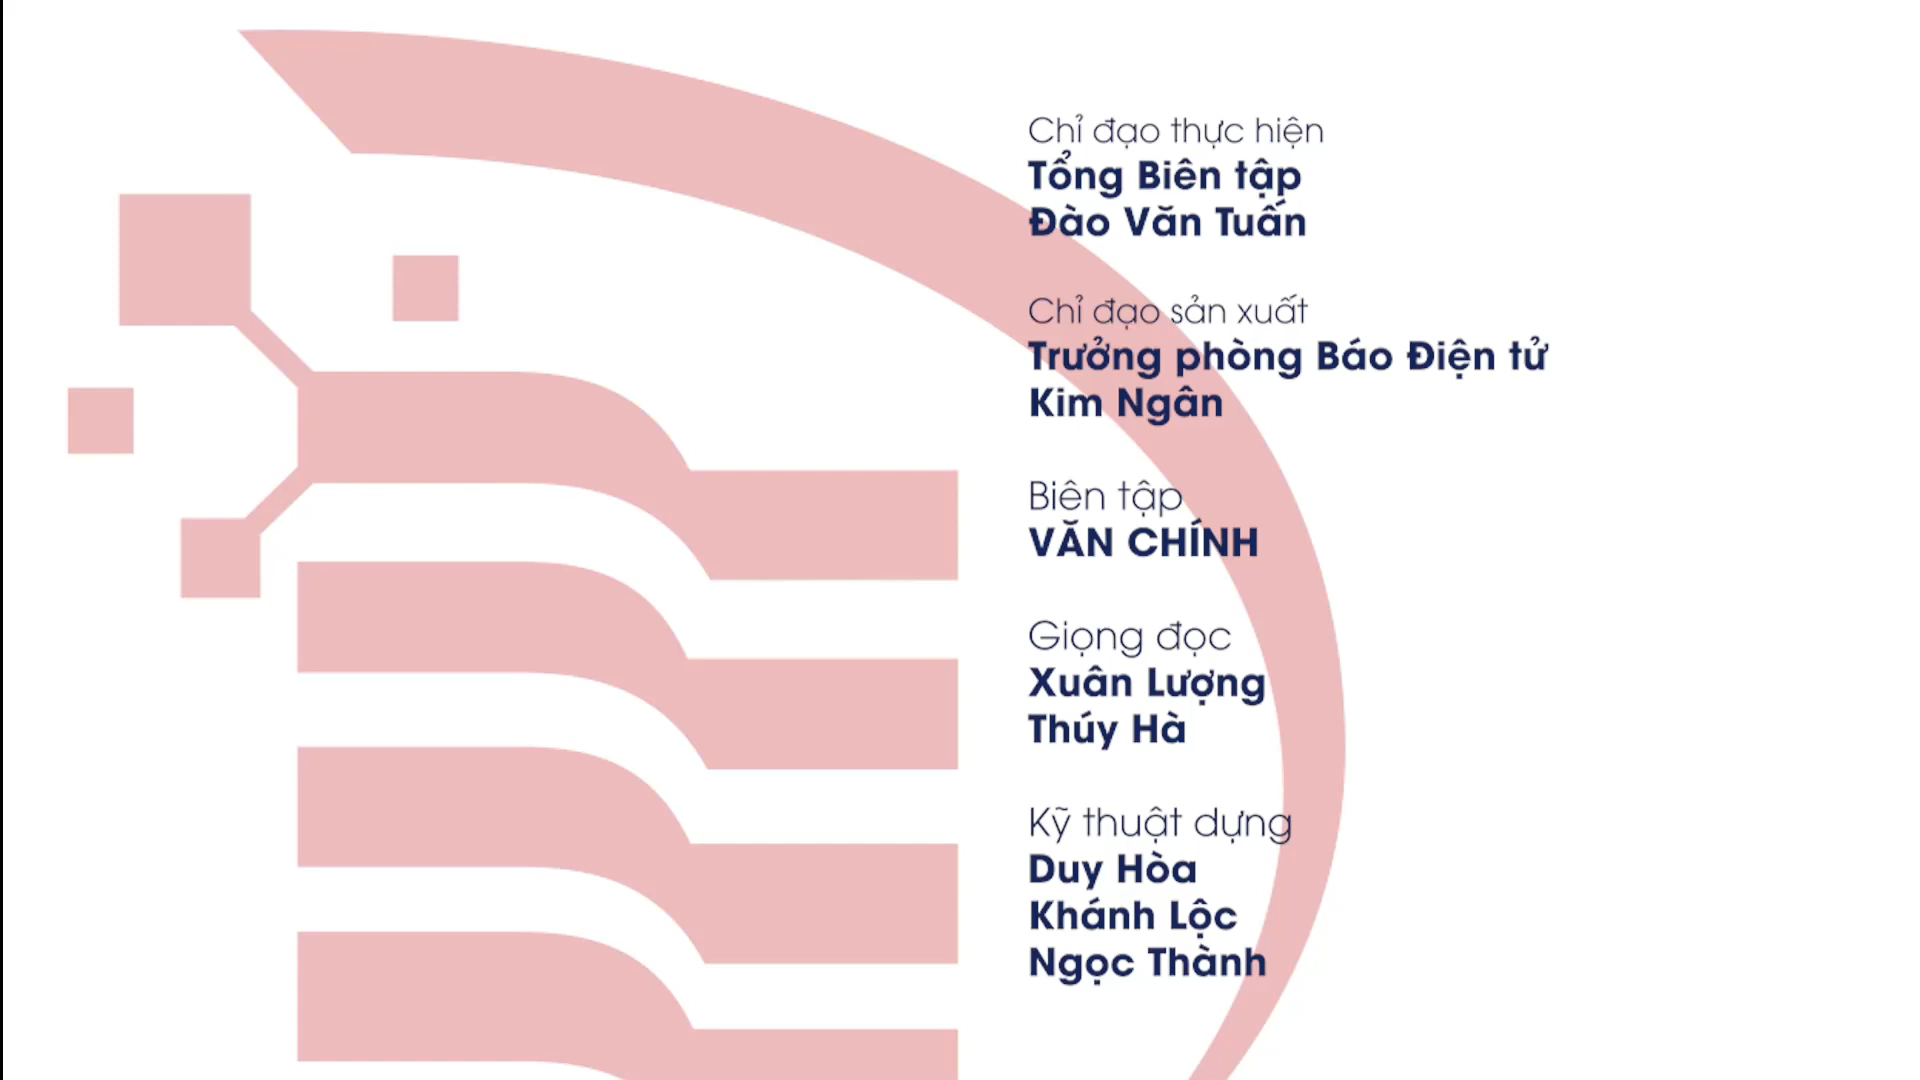 Chỉ đạo thực hiện
Tổng Biên tập
Đào Văn Tuấn
Chỉ đạo sản xuất
Trưởng phòng Báo Điện tử
Kim Ngân
Biên tập
VĂN CHÍNH
Giọng đọc
Xuân Lượng
Thúy Hà
Kỹ thuật dựng
Duy Hòa
Khánh Lộc
Ngọc Thành